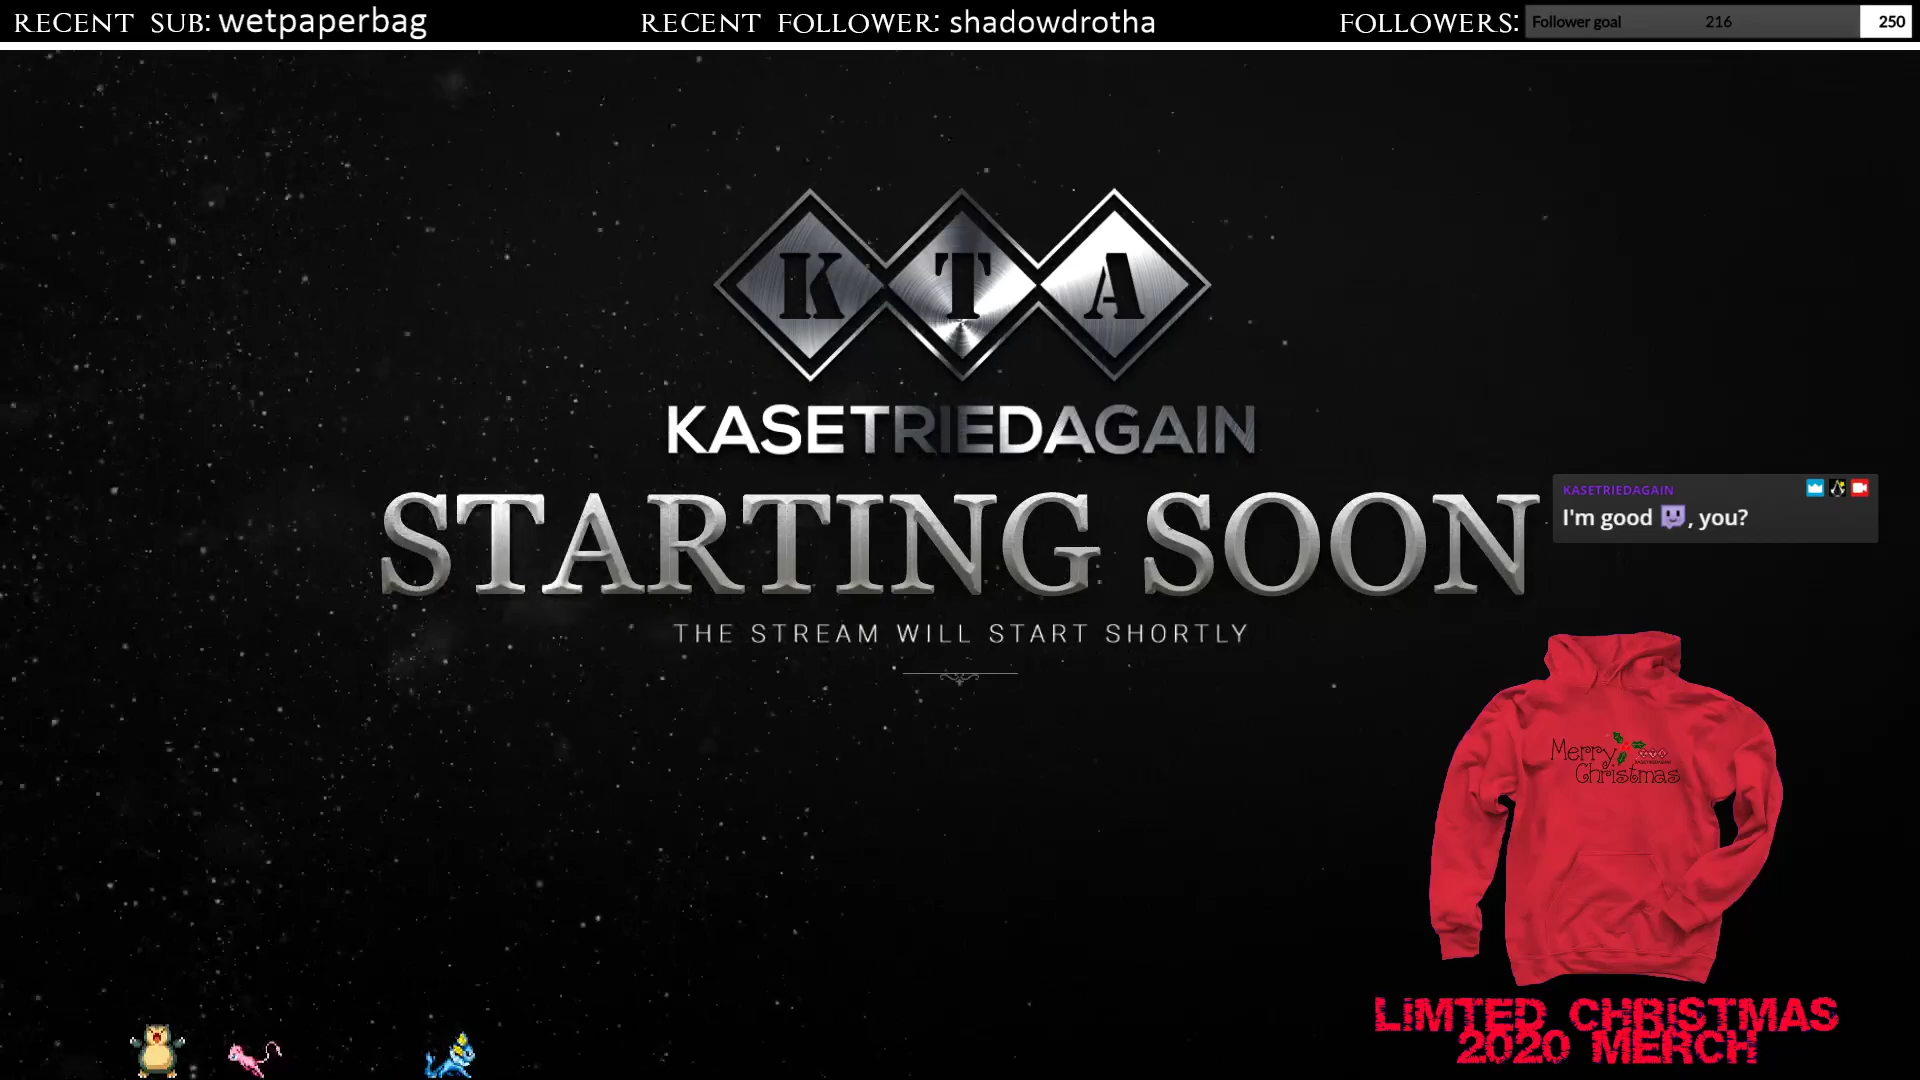 RECENT SUB: wetpaperbag
RECENT FOLLOWER: shadowdrotha
FOLLOWERS: Follower goal 216 250
K T A
KASETRIEDAGAIN
STARTING SOON
THE STREAM WILL START SHORTLY
KASETRIEDAGAIN
I'm good , you?
Merry
KASETRIEDAGAIN
Christmas
LIMTED CHRISTMAS
2020 MERCH